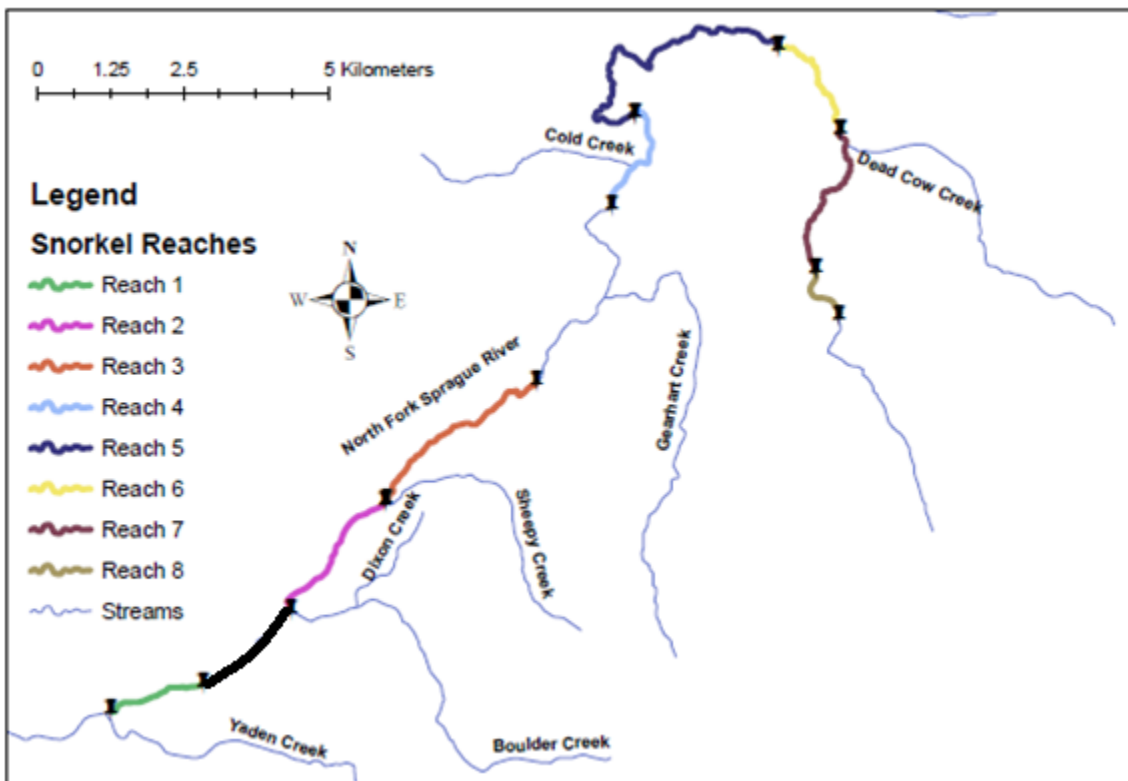 0 1.25 2.5 5 Kilometers
Cold Creek
Dead Cow Creek
Legend
Snorkel Reaches
Reach 1
Reach 2
Reach 3
Reach 4
Reach 5
Reach 6
Reach 7
Reach 8
Streams
N
W E
S
North Fork Sprague River
Gearhart Creek
Dixon Creek
Sheepy Creek
Yaden Creek
Boulder Creek